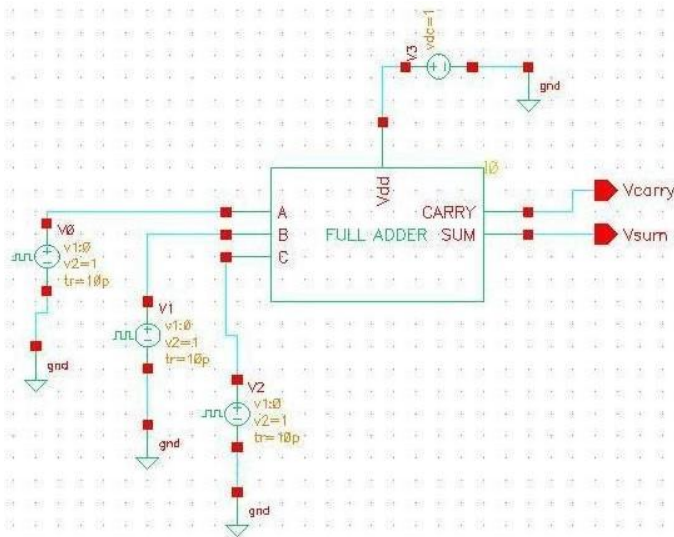 V3
vdc=1
gnd
I0
Vdd
A
CARRY
Vcarry
B
FULL ADDER
SUM
Vsum
C
V0
v1:0
v2=1
tr=10p
gnd
V1
v1:0
v2=1
tr=10p
gnd
V2
v1:0
v2=1
tr=10p
gnd